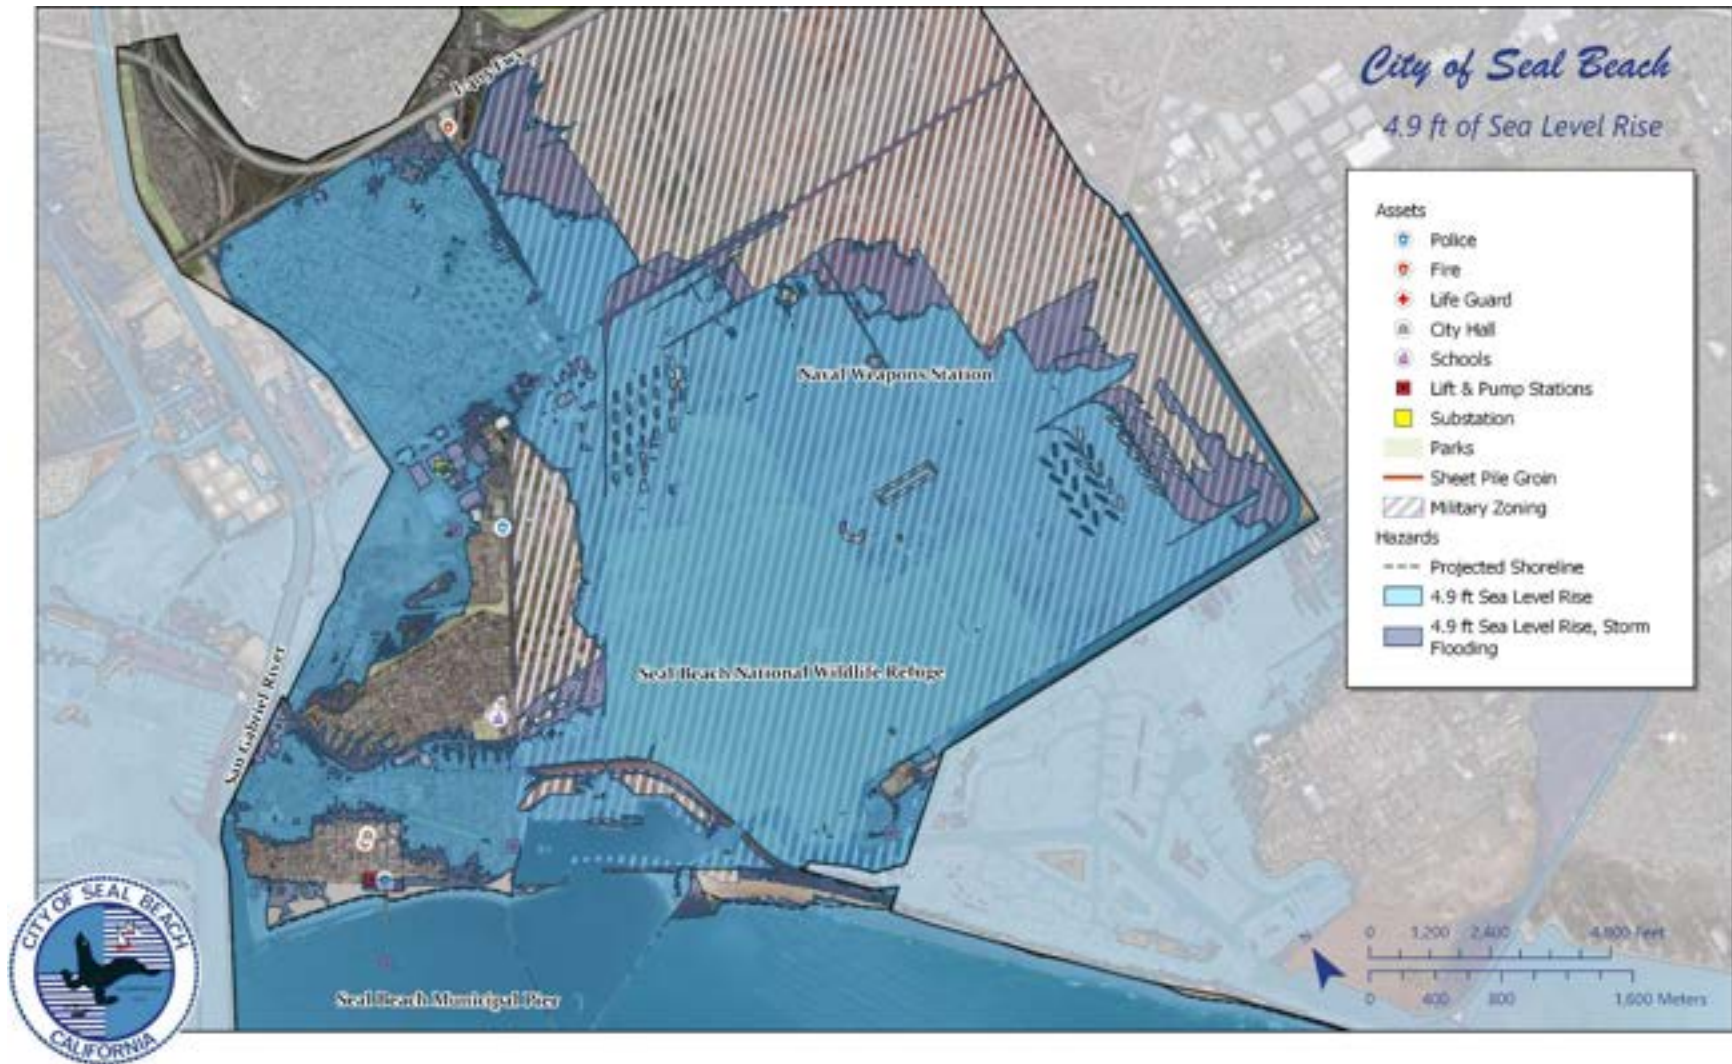 City of Seal Beach
4.9 ft of Sea Level Rise
Assets
Police
Fire
Life Guard
City Hall
Schools
Lift & Pump Stations
Substation
Parks
Sheet Pile Groin
Military Zoning
Hazards
Projected Shoreline
4.9 ft Sea Level Rise
4.9 ft Sea Level Rise, Storm
Flooding
Naval Weapons Station
Seal Beach National Wildlife Refuge
San Gabriel River
Seal Beach Municipal Pier
0 1,200 2,400 4,800 Feet
0 400 800 1,600 Meters
CITY OF SEAL BEACH
CALIFORNIA